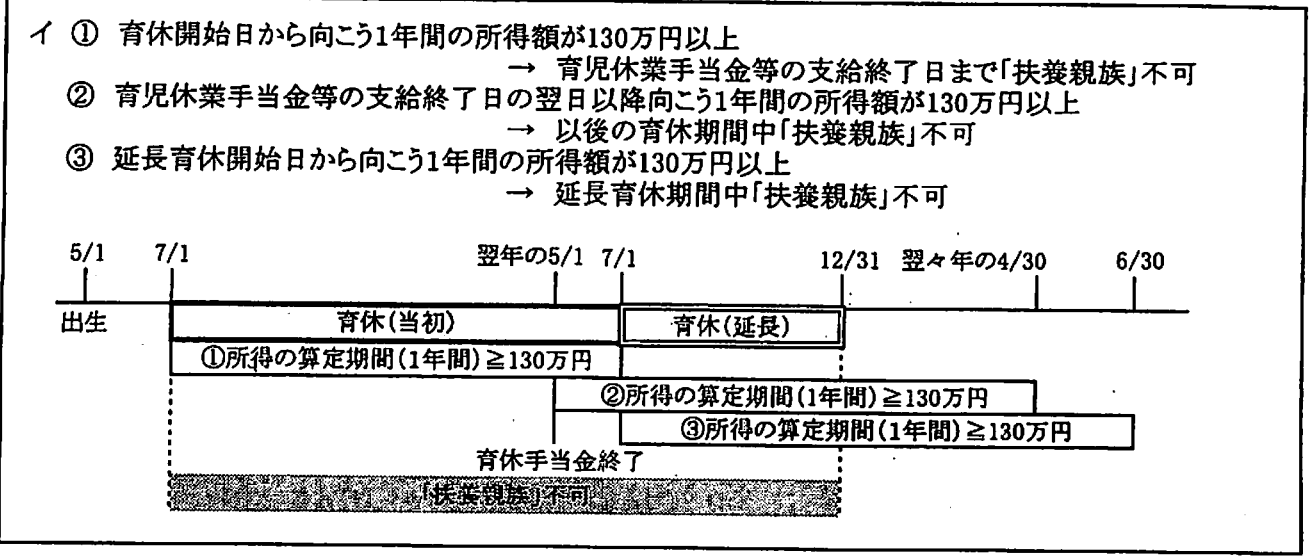 イ ① 育休開始日から向こう1年間の所得額が130万円以上
→ 育児休業手当金等の支給終了日まで「扶養親族」不可
② 育児休業手当金等の支給終了日の翌日以降向こう1年間の所得額が130万円以上
→ 以後の育休期間中「扶養親族」不可
③ 延長育休開始日から向こう1年間の所得額が130万円以上
→ 延長育休期間中「扶養親族」不可
5/1 7/1 翌年の5/1 7/1 12/31 翌々年の4/30 6/30
出生 育休(当初) 育休(延長)
①所得の算定期間(1年間)≧130万円
②所得の算定期間(1年間)≧130万円
③所得の算定期間(1年間)≧130万円
育休手当金終了
「扶養親族」不可